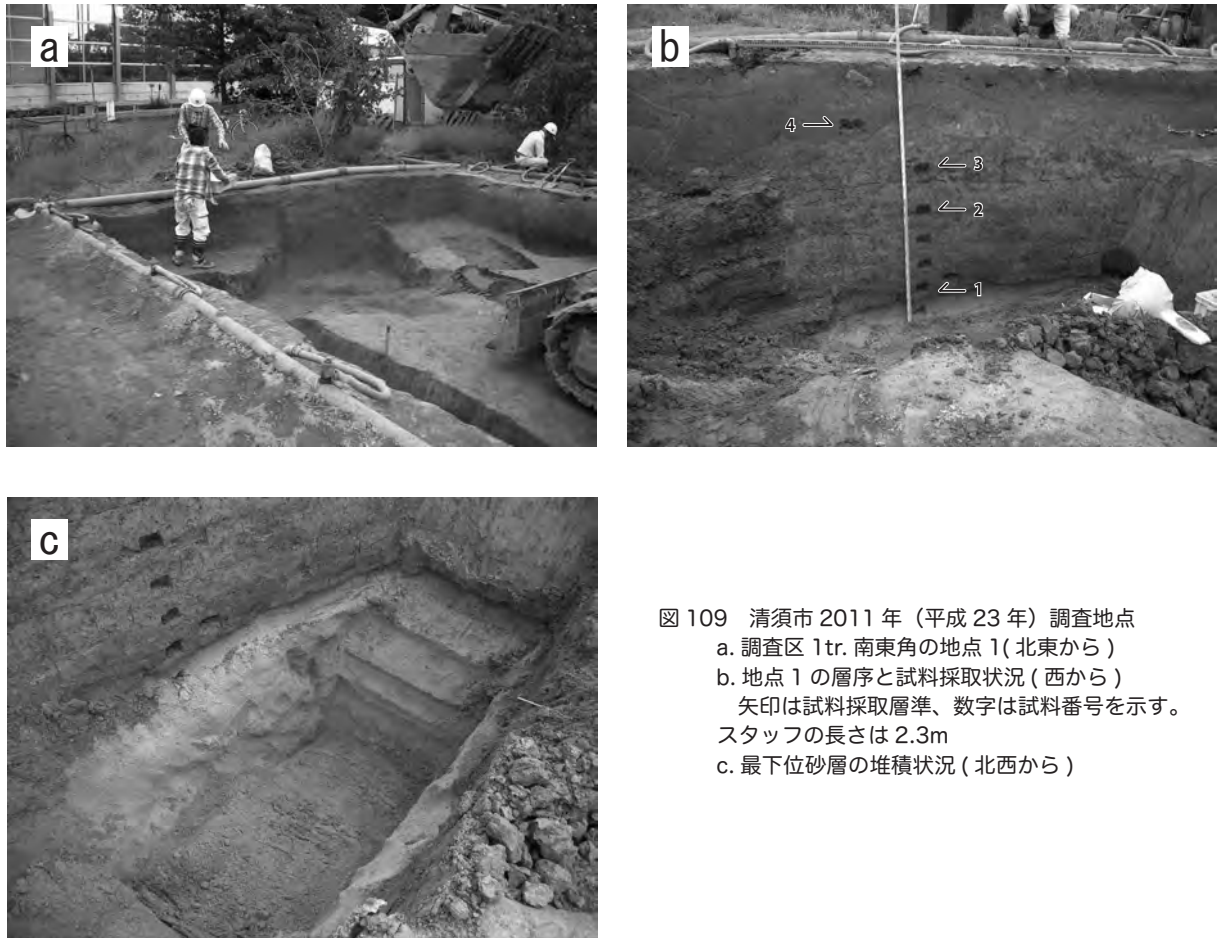 a
b
4
3
2
1
c
図 109　清須市 2011 年（平成 23 年）調査地点
a. 調査区 1tr. 南東角の地点 1( 北東から )
b. 地点 1 の層序と試料採取状況 ( 西から )
矢印は試料採取層準、数字は試料番号を示す。
スタッフの長さは 2.3m
c. 最下位砂層の堆積状況 ( 北西から )